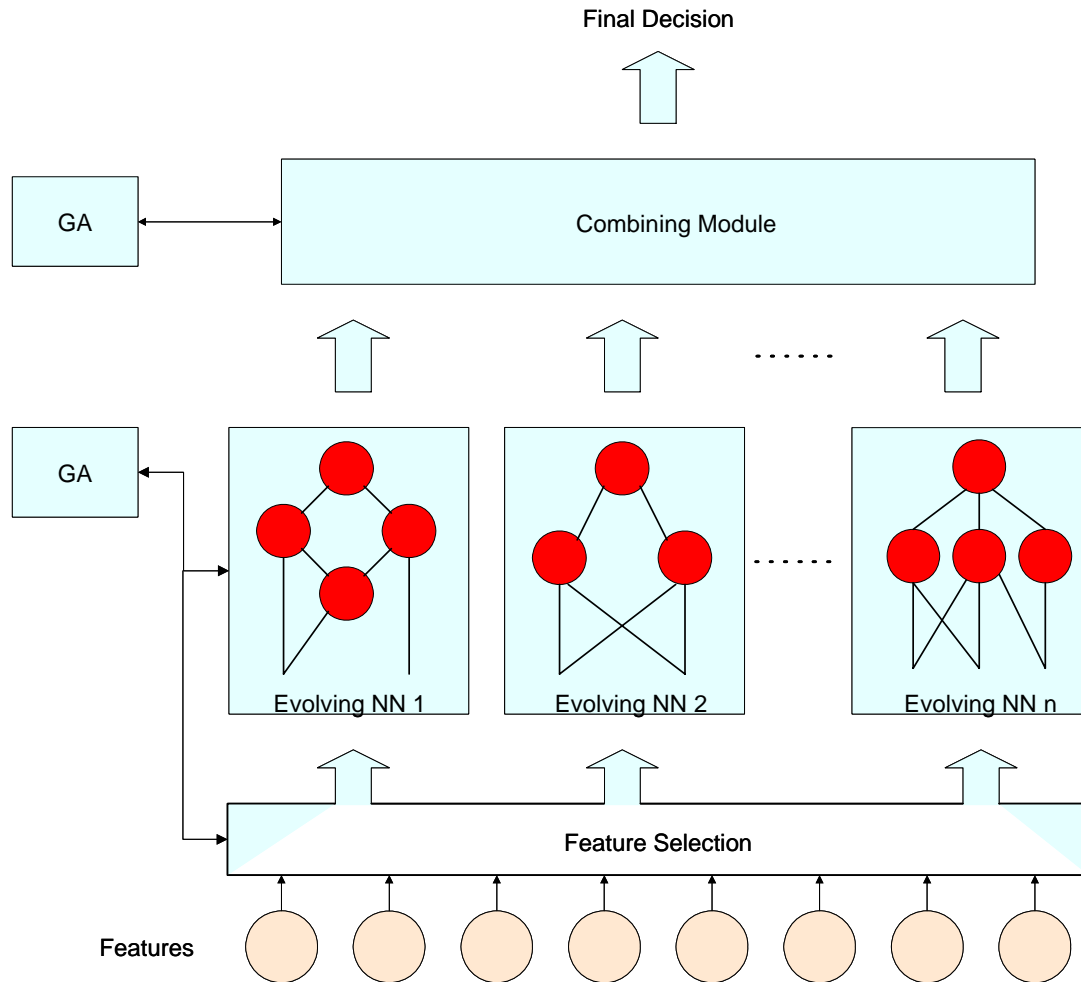 Final Decision
GA
Combining Module
......
GA
......
Evolving NN 1
Evolving NN 2
Evolving NN n
Feature Selection
Features